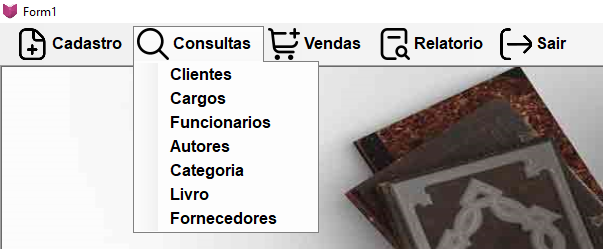 Form1
Cadastro Consultas Vendas Relatorio Sair
Clientes
Cargos
Funcionarios
Autores
Categoria
Livro
Fornecedores